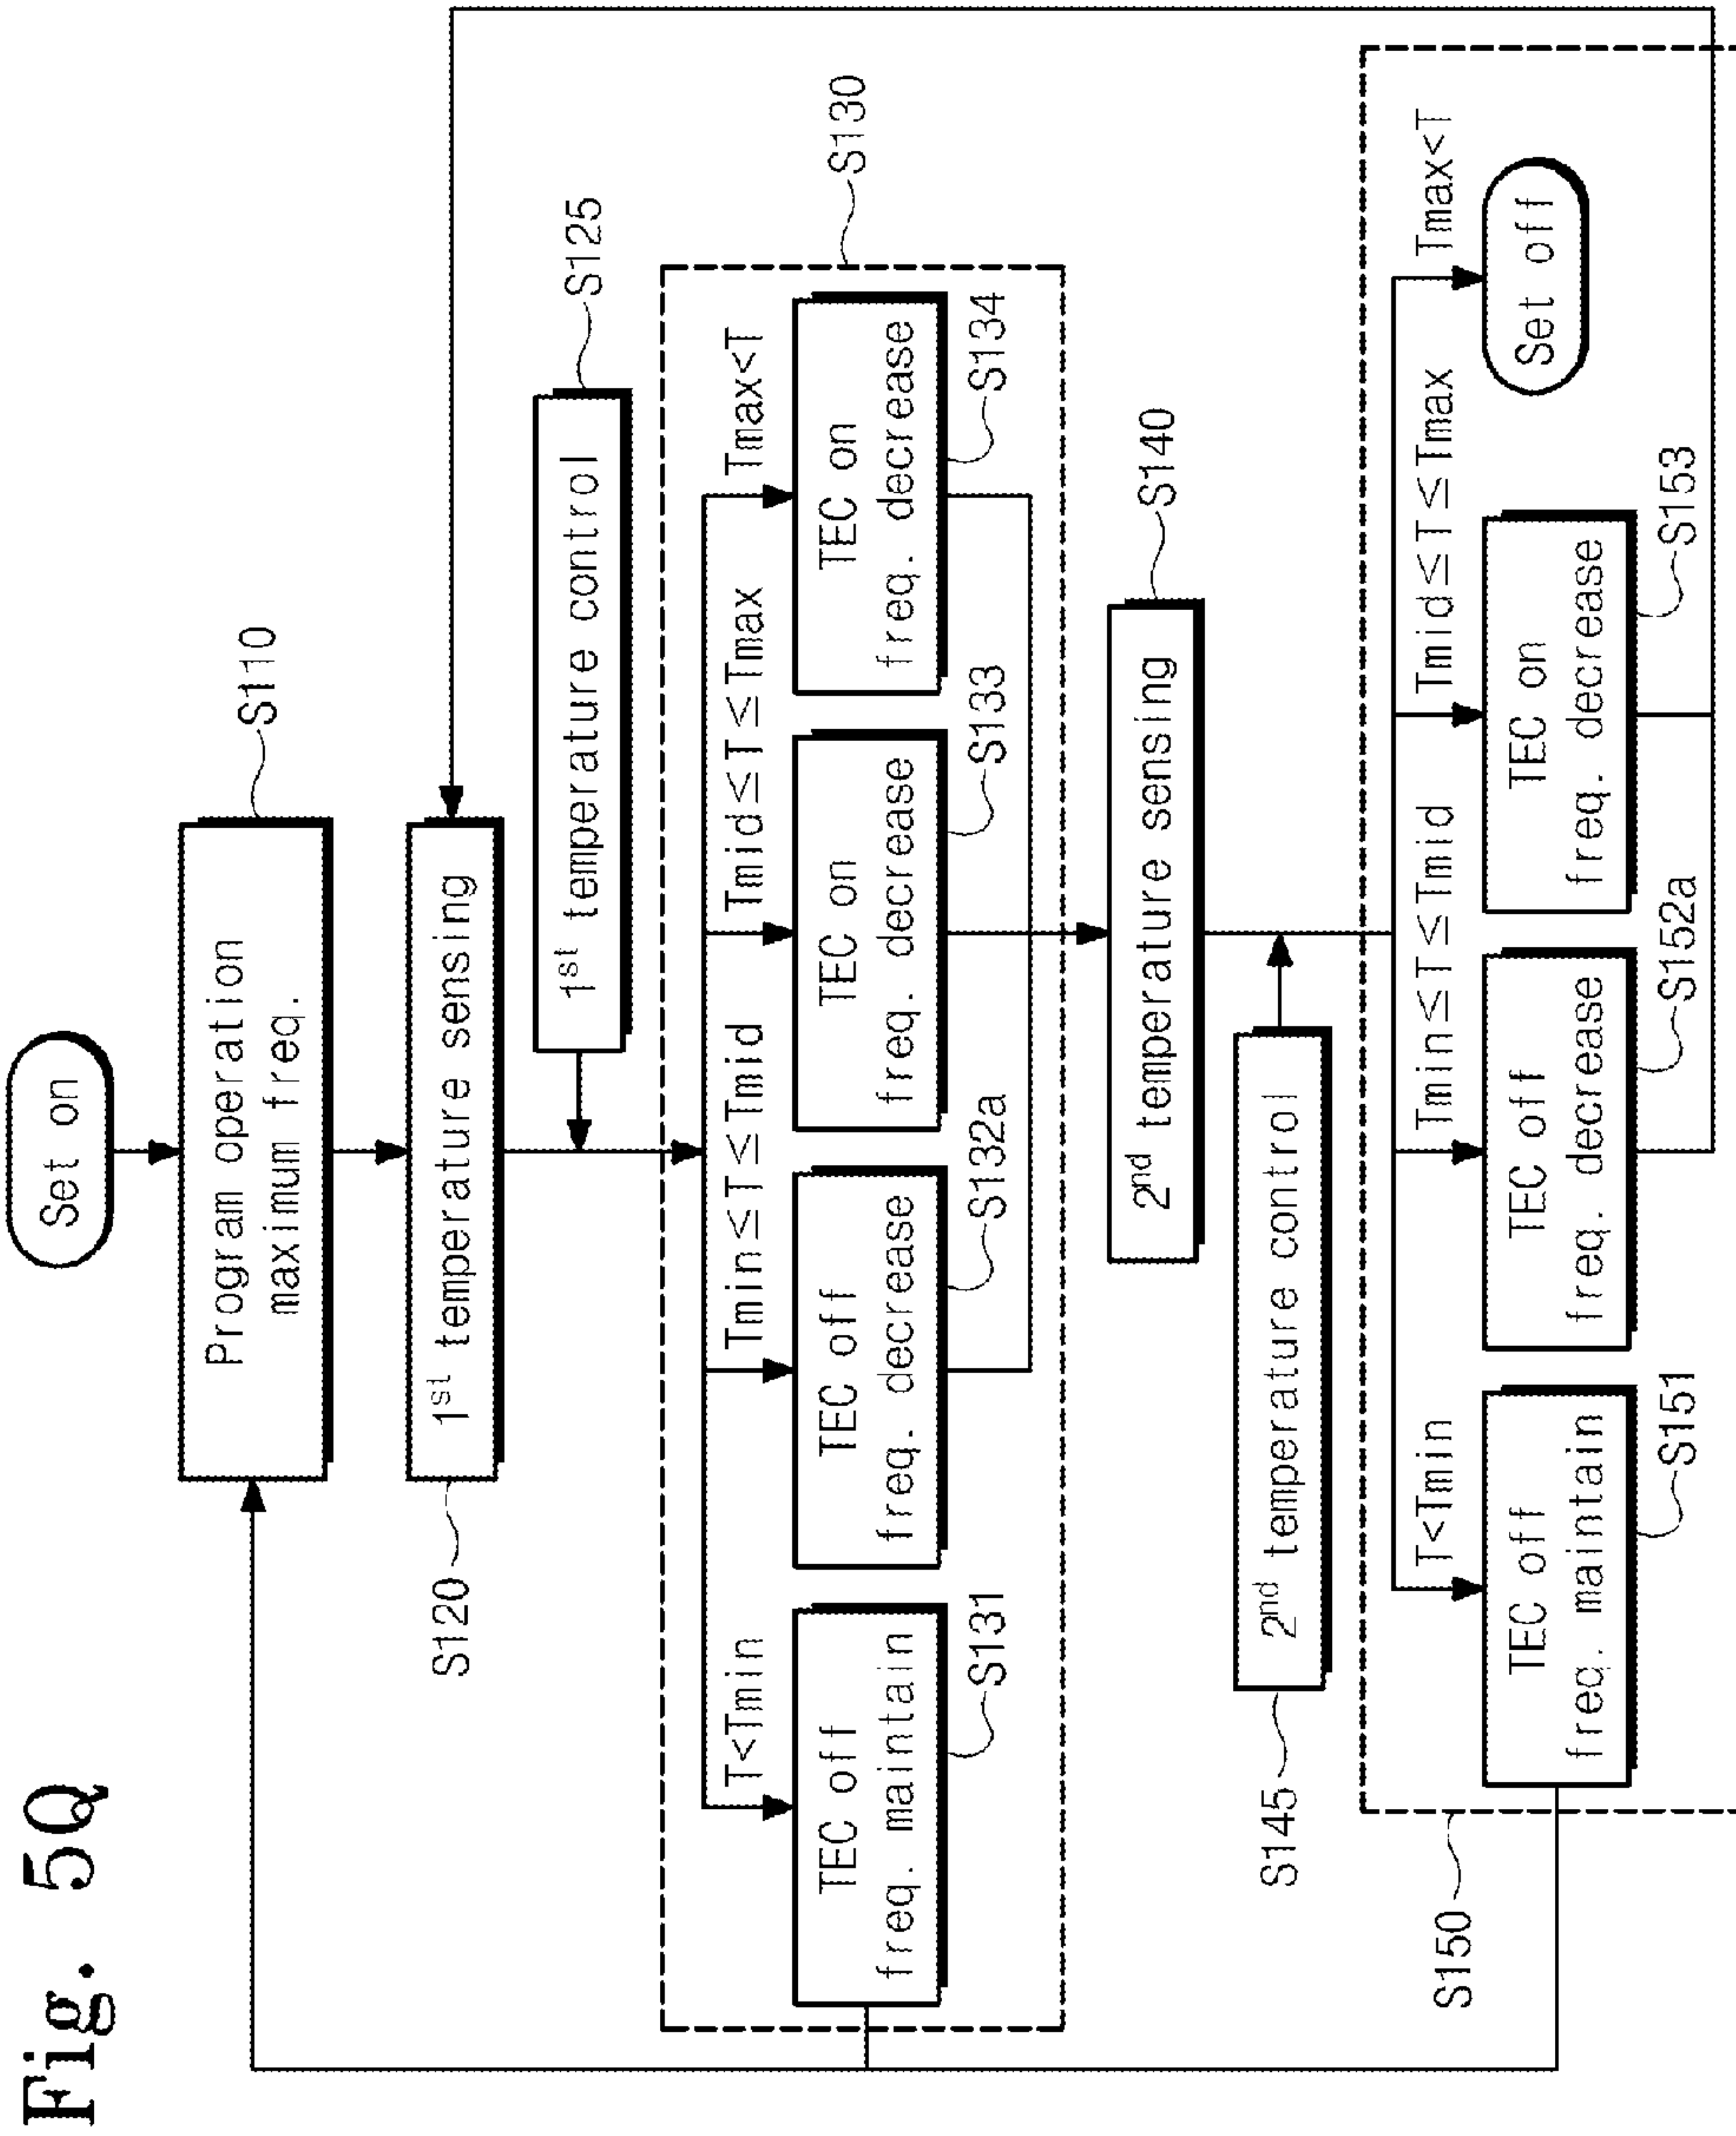 Fig. 5Q
Set on
Program operation
maximum freq.
S110
1st temperature sensing
S120
1st temperature control
S125
S130
T<Tmin
Tmin≤T≤Tmid
Tmid≤T≤Tmax
Tmax<T
TEC off
freq. maintain
S131
TEC off
freq. decrease
S132a
TEC on
freq. decrease
S133
TEC on
freq. decrease
S134
2nd temperature sensing
S140
2nd temperature control
S145
S150
T<Tmin
Tmin≤T≤Tmid
Tmid≤T≤Tmax
Tmax<T
TEC off
freq. maintain
S151
TEC off
freq. decrease
S152a
TEC on
freq. decrease
S153
Set off